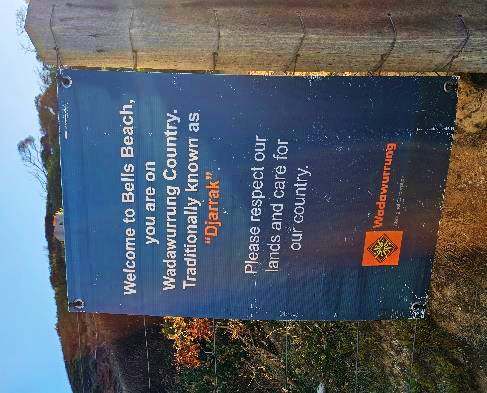 Welcome to Bells Beach,
you are on
Wadawurrung Country.
Traditionally known as
"Djarrak"
Please respect our
lands and care for
our country.
Wadawurrung